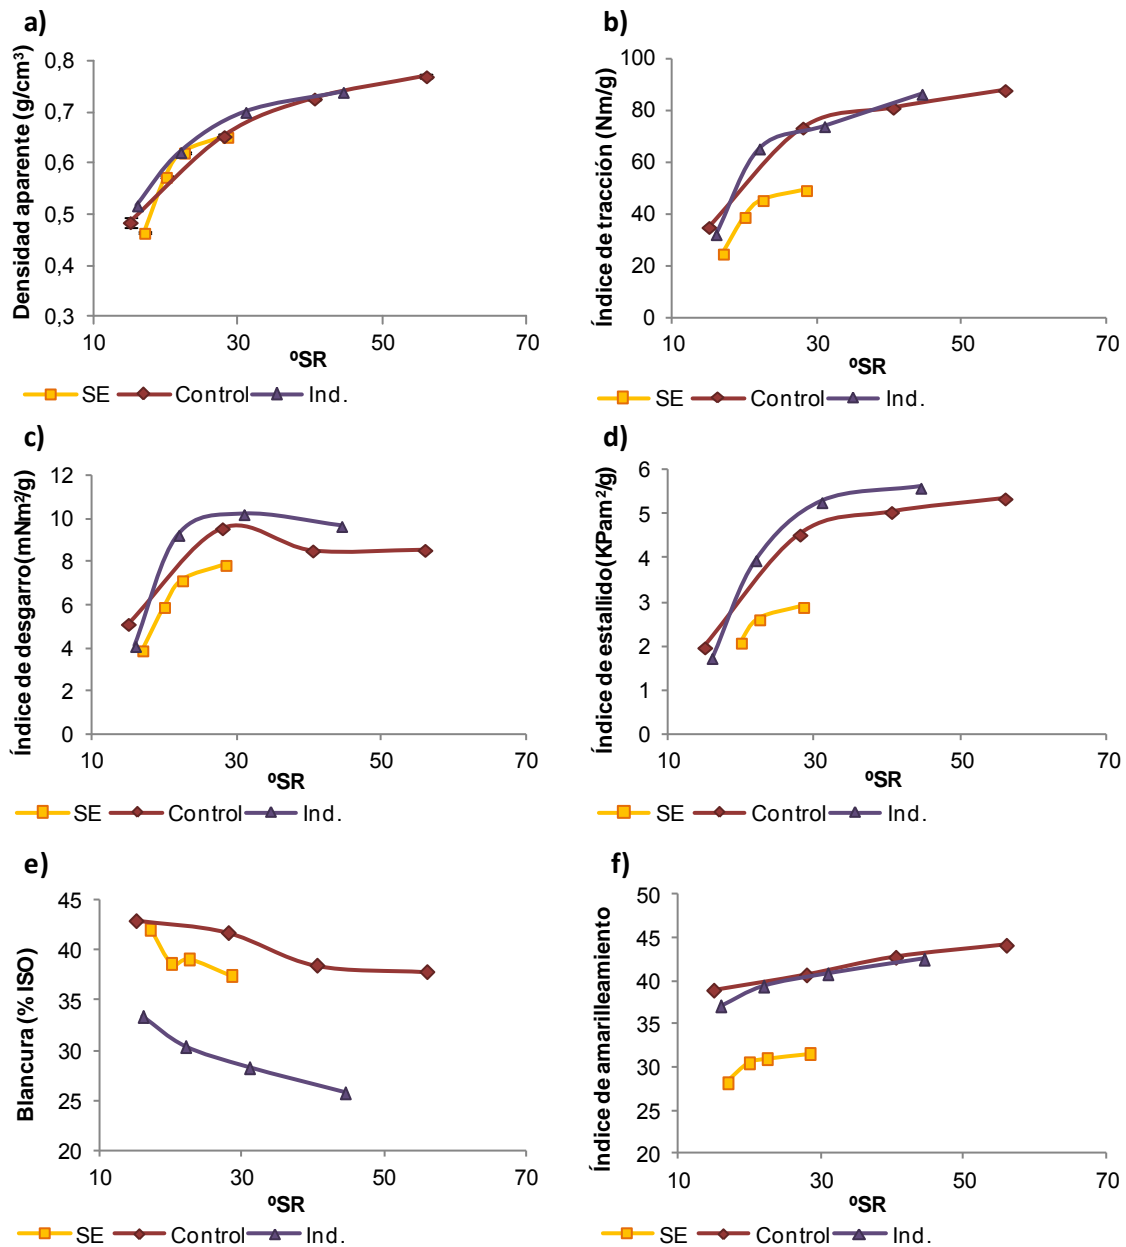 a)
Densidad aparente (g/cm³)
0,8
0,7
0,6
0,5
0,4
0,3
10 30 50 70
ºSR
SE Control Ind.
b)
Índice de tracción (Nm/g)
100
80
60
40
20
0
10 30 50 70
ºSR
SE Control Ind.
c)
Índice de desgarro (mNm²/g)
12
10
8
6
4
2
0
10 30 50 70
ºSR
SE Control Ind.
d)
Índice de estallido (KPam²/g)
6
5
4
3
2
1
0
10 30 50 70
ºSR
SE Control Ind.
e)
Blancura (% ISO)
45
40
35
30
25
20
10 30 50 70
ºSR
SE Control Ind.
f)
Índice de amarilleamiento
50
45
40
35
30
25
20
10 30 50 70
ºSR
SE Control Ind.